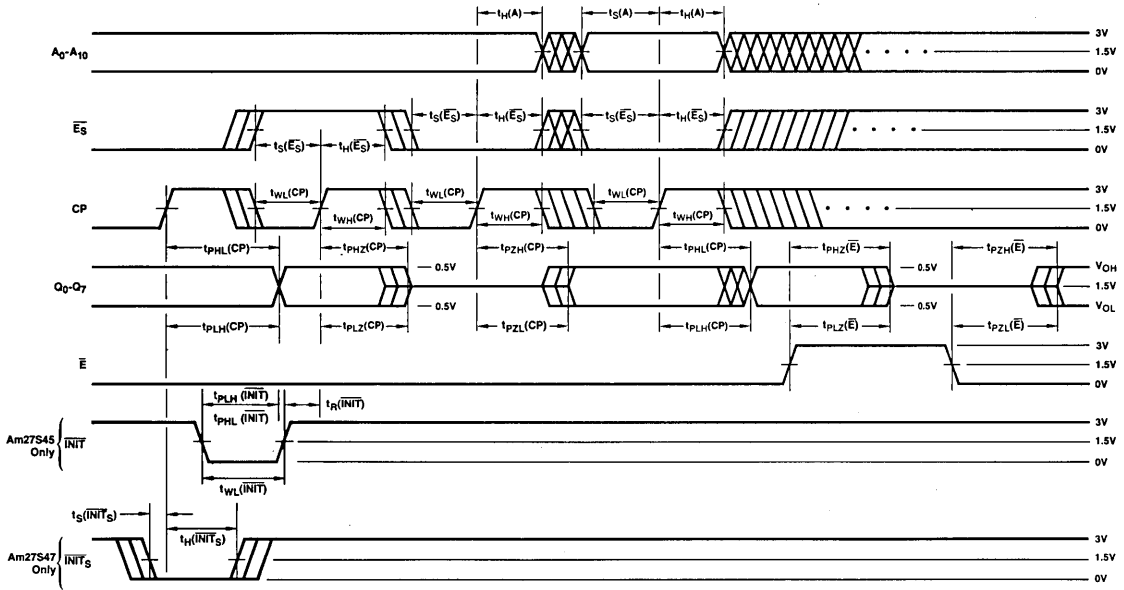 tH(A) tS(A) tH(A)
A0-A10 3V
1.5V
0V
ES tS(ES) tH(ES) tS(ES) tH(ES) 3V
1.5V
tS(ES) tH(ES) 0V
CP tWL(CP) tWL(CP) tWL(CP) 3V
1.5V
tWH(CP) tWH(CP) tWH(CP) 0V
tPHL(CP) tPHZ(CP) tPZH(CP) tPHL(CP) tPHZ(E) tPZH(E)
0.5V 0.5V VOH
Q0-Q7 1.5V
0.5V 0.5V VOL
tPLH(CP) tPLZ(CP) tPZL(CP) tPLH(CP) tPLZ(E) tPZL(E)
E 3V
1.5V
0V
tPLH (INIT) tR(INIT)
tPHL (INIT)
Am27S45 Only INIT 3V
1.5V
0V
tWL(INIT)
tS(INITS)
tH(INITS)
Am27S47 Only INITS 3V
1.5V
0V